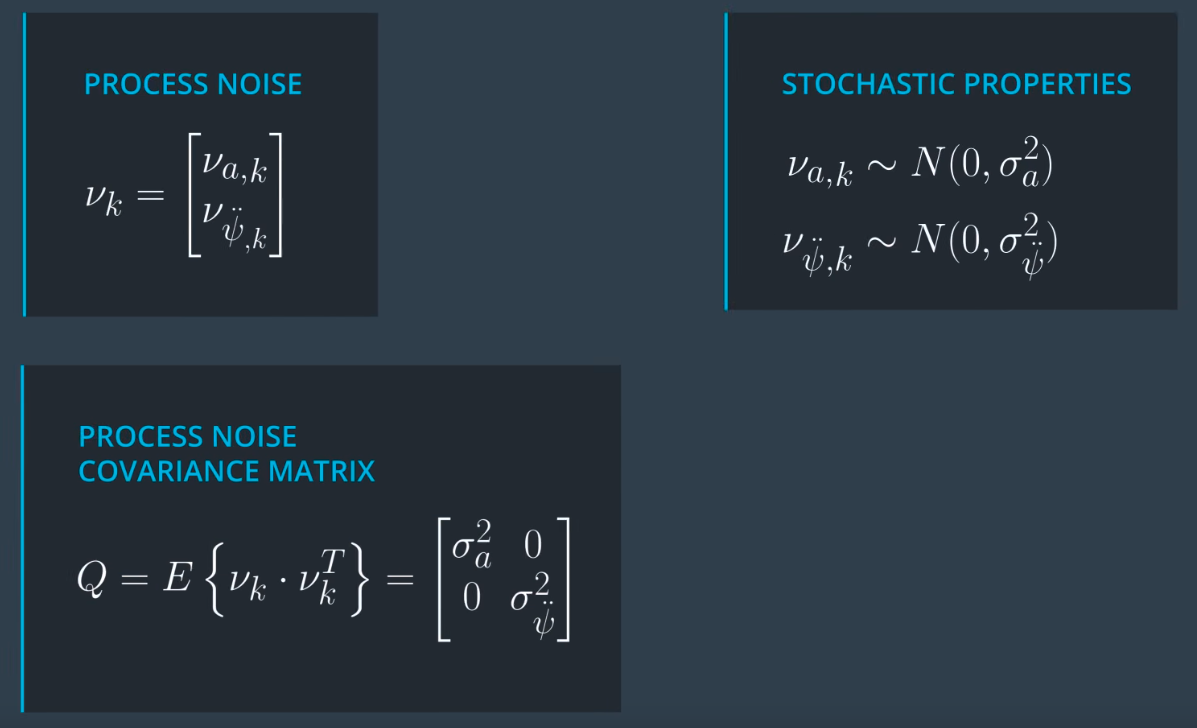 PROCESS NOISE
$\nu_k = \begin{bmatrix} \nu_{a,k} \\ \nu_{\ddot{\psi},k} \end{bmatrix}$
STOCHASTIC PROPERTIES
$\nu_{a,k} \sim N(0, \sigma_a^2)$
$\nu_{\ddot{\psi},k} \sim N(0, \sigma_{\ddot{\psi}}^2)$
PROCESS NOISE
COVARIANCE MATRIX
$Q = E \left\{ \nu_k \cdot \nu_k^T \right\} = \begin{bmatrix} \sigma_a^2 & 0 \\ 0 & \sigma_{\ddot{\psi}}^2 \end{bmatrix}$